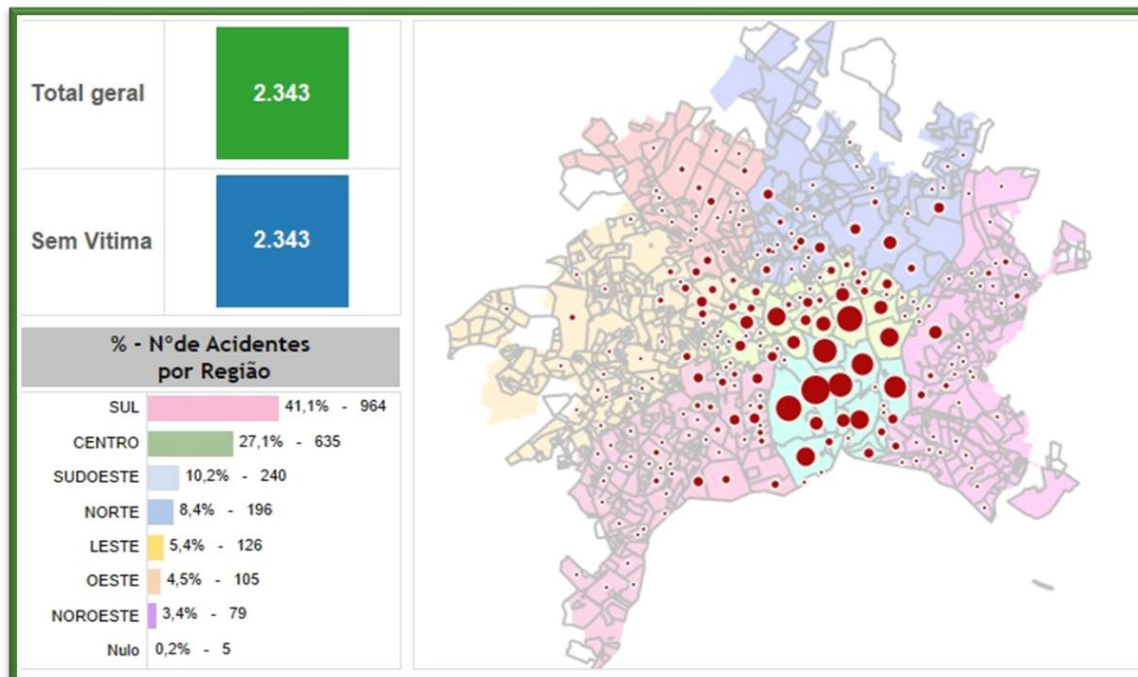 Total geral 2.343
Sem Vitima 2.343
% - N°de Acidentes
por Região
SUL 41,1% - 964
CENTRO 27,1% - 635
SUDOESTE 10,2% - 240
NORTE 8,4% - 196
LESTE 5,4% - 126
OESTE 4,5% - 105
NOROESTE 3,4% - 79
Nulo 0,2% - 5